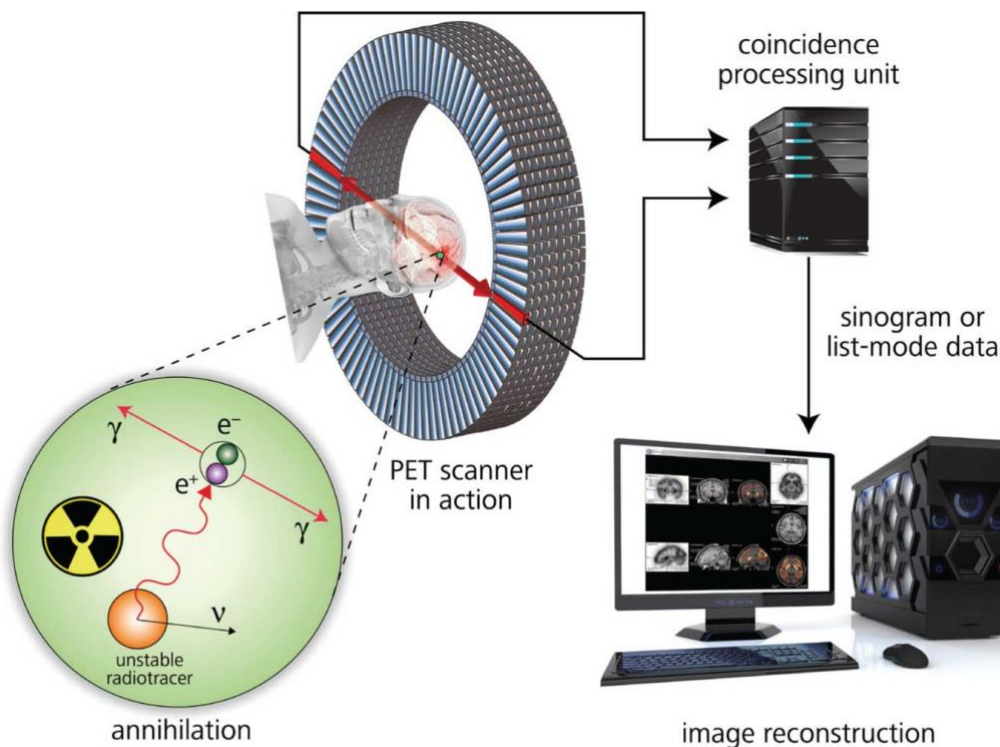 coincidence
processing unit
sinogram or
list-mode data
PET scanner
in action
γ
e⁻
e⁺
γ
ν
unstable
radiotracer
annihilation
image reconstruction